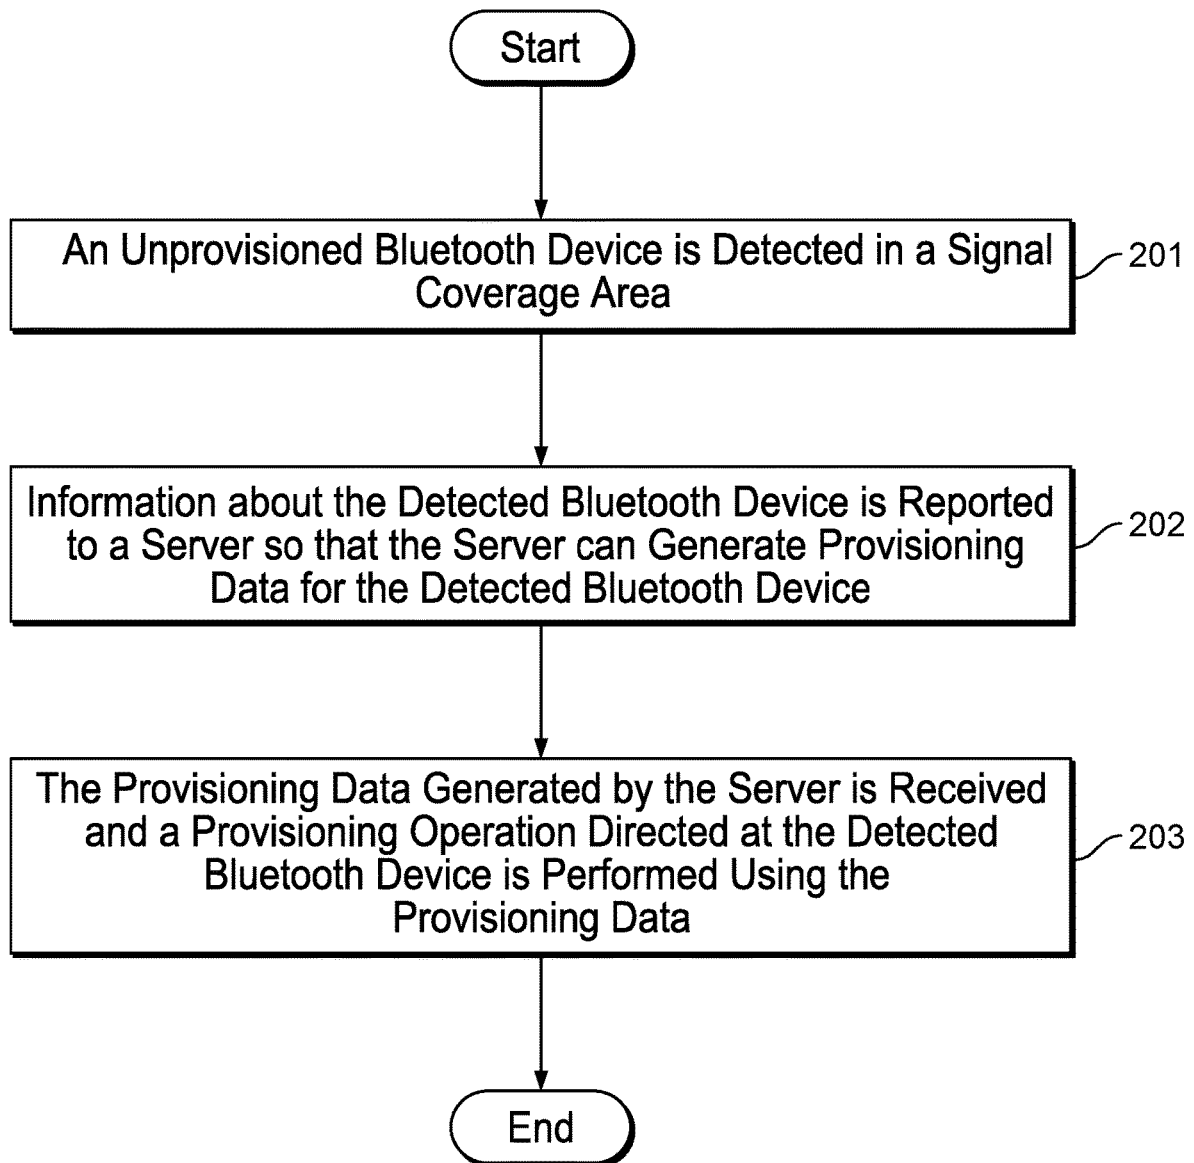 Start
An Unprovisioned Bluetooth Device is Detected in a Signal
Coverage Area
201
Information about the Detected Bluetooth Device is Reported
to a Server so that the Server can Generate Provisioning
Data for the Detected Bluetooth Device
202
The Provisioning Data Generated by the Server is Received
and a Provisioning Operation Directed at the Detected
Bluetooth Device is Performed Using the
Provisioning Data
203
End